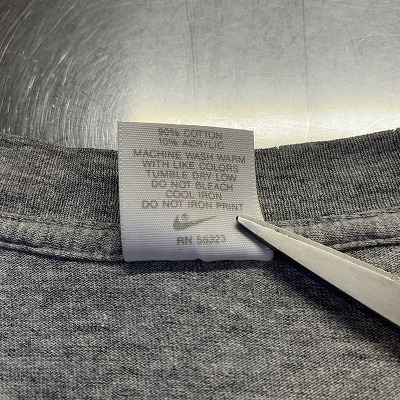 90% COTTON
10% ACRYLIC
MACHINE WASH WARM
WITH LIKE COLORS
TUMBLE DRY LOW
DO NOT BLEACH
COOL IRON
DO NOT IRON PRINT
RN 56323